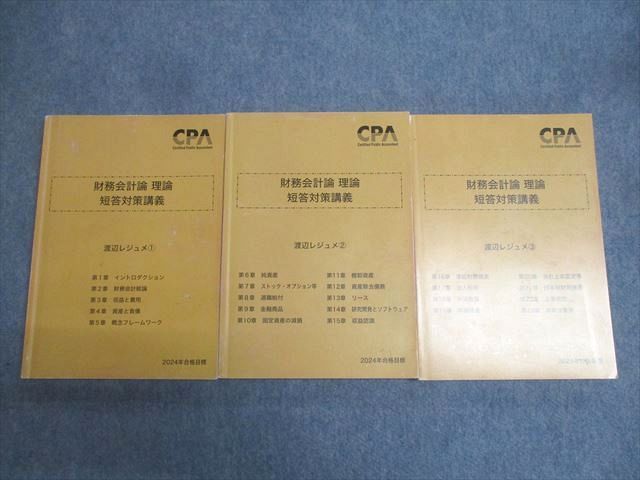 CPA
Certified Public Accountant
財務会計論 理論
短答対策講義
渡辺レジュメ①
第1章 イントロダクション
第2章 財務会計総論
第3章 収益と費用
第4章 資産と負債
第5章 概念フレームワーク
2024年合格目標
CPA
Certified Public Accountant
財務会計論 理論
短答対策講義
渡辺レジュメ②
第6章 純資産
第7章 ストック・オプション等
第8章 退職給付
第9章 金融商品
第10章 固定資産の減損
第11章 棚卸資産
第12章 資産除去債務
第13章 リース
第14章 研究開発とソフトウェア
第15章 収益認識
2024年合格目標
CPA
Certified Public Accountant
財務会計論 理論
短答対策講義
渡辺レジュメ③